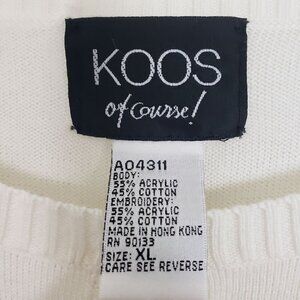 KOOS
of Course!
A04311
BODY:
55% ACRYLIC
45% COTTON
EMBROIDERY:
55% ACRYLIC
45% COTTON
MADE IN HONG KONG
RN 90133
SIZE: XL
CARE SEE REVERSE